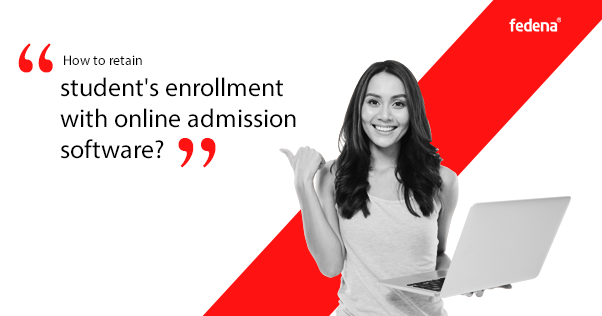 fedena®
“ How to retain
student's enrollment
with online admission
software? ”